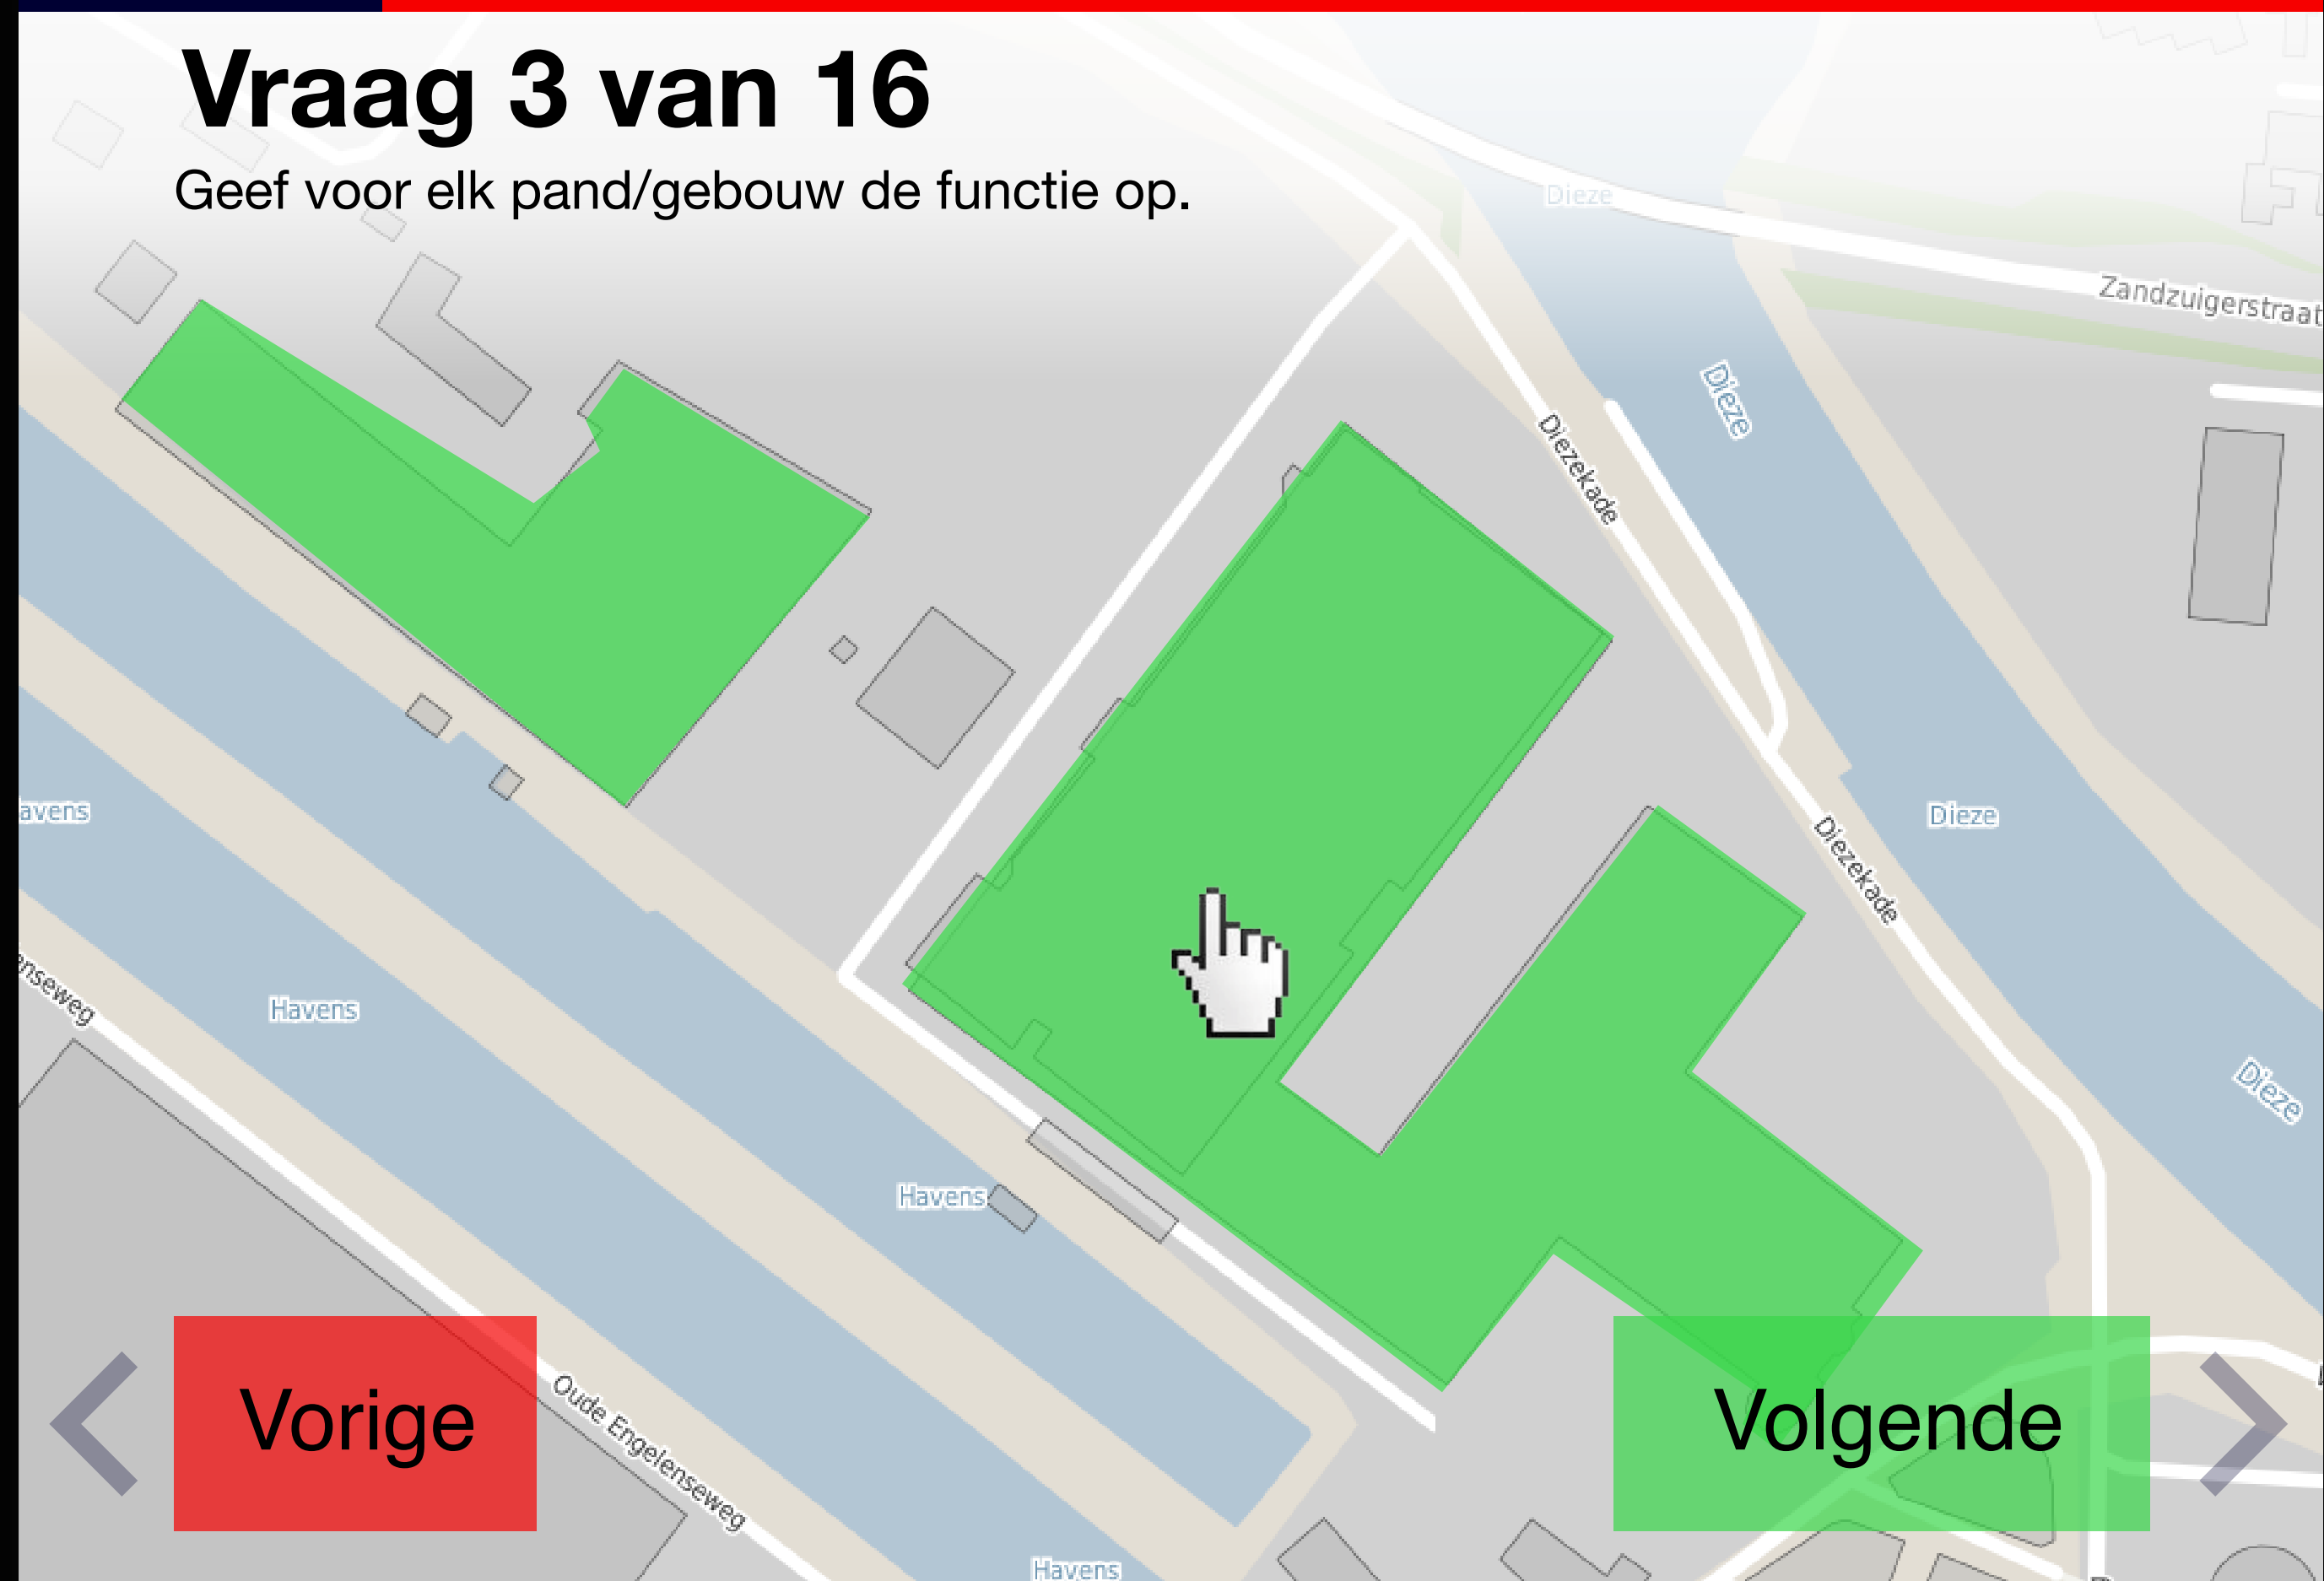 Vraag 3 van 16
Geef voor elk pand/gebouw de functie op.
Dieze
Zandzuigerstraat
Dieze
Diezekade
avens
Dieze
Diezekade
enseweg
Havens
Dieze
Havens
Vorige
Volgende
Oude Engelenseweg
Havens